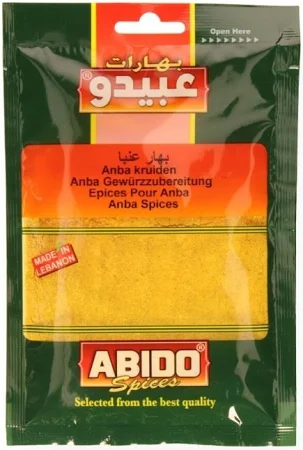 Open Here
بهارات
عبيدو®
بهار عنبا
Anba kruiden
Anba Gewürzzubereitung
Epices Pour Anba
Anba Spices
MADE IN
LEBANON
ABIDO®
Spices
Selected from the best quality